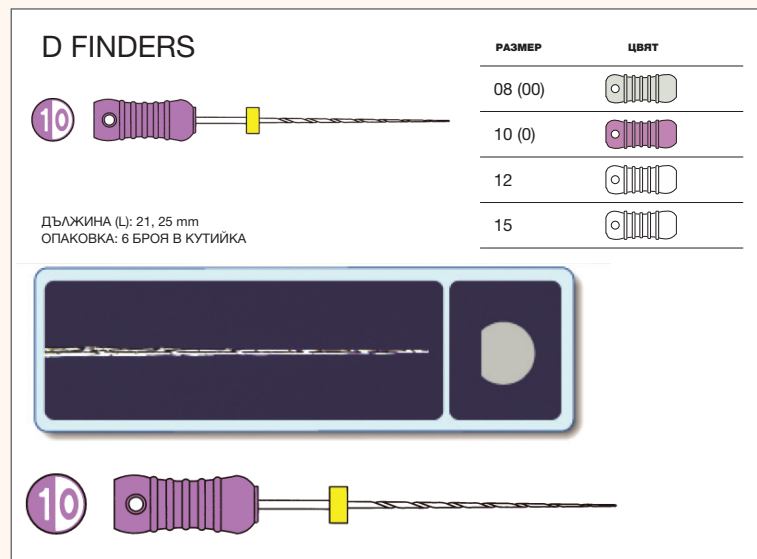 D FINDERS
10
ДЪЛЖИНА (L): 21, 25 mm
ОПАКОВКА: 6 БРОЯ В КУТИЙКА
РАЗМЕР ЦВЯТ
08 (00)
10 (0)
12
15
10